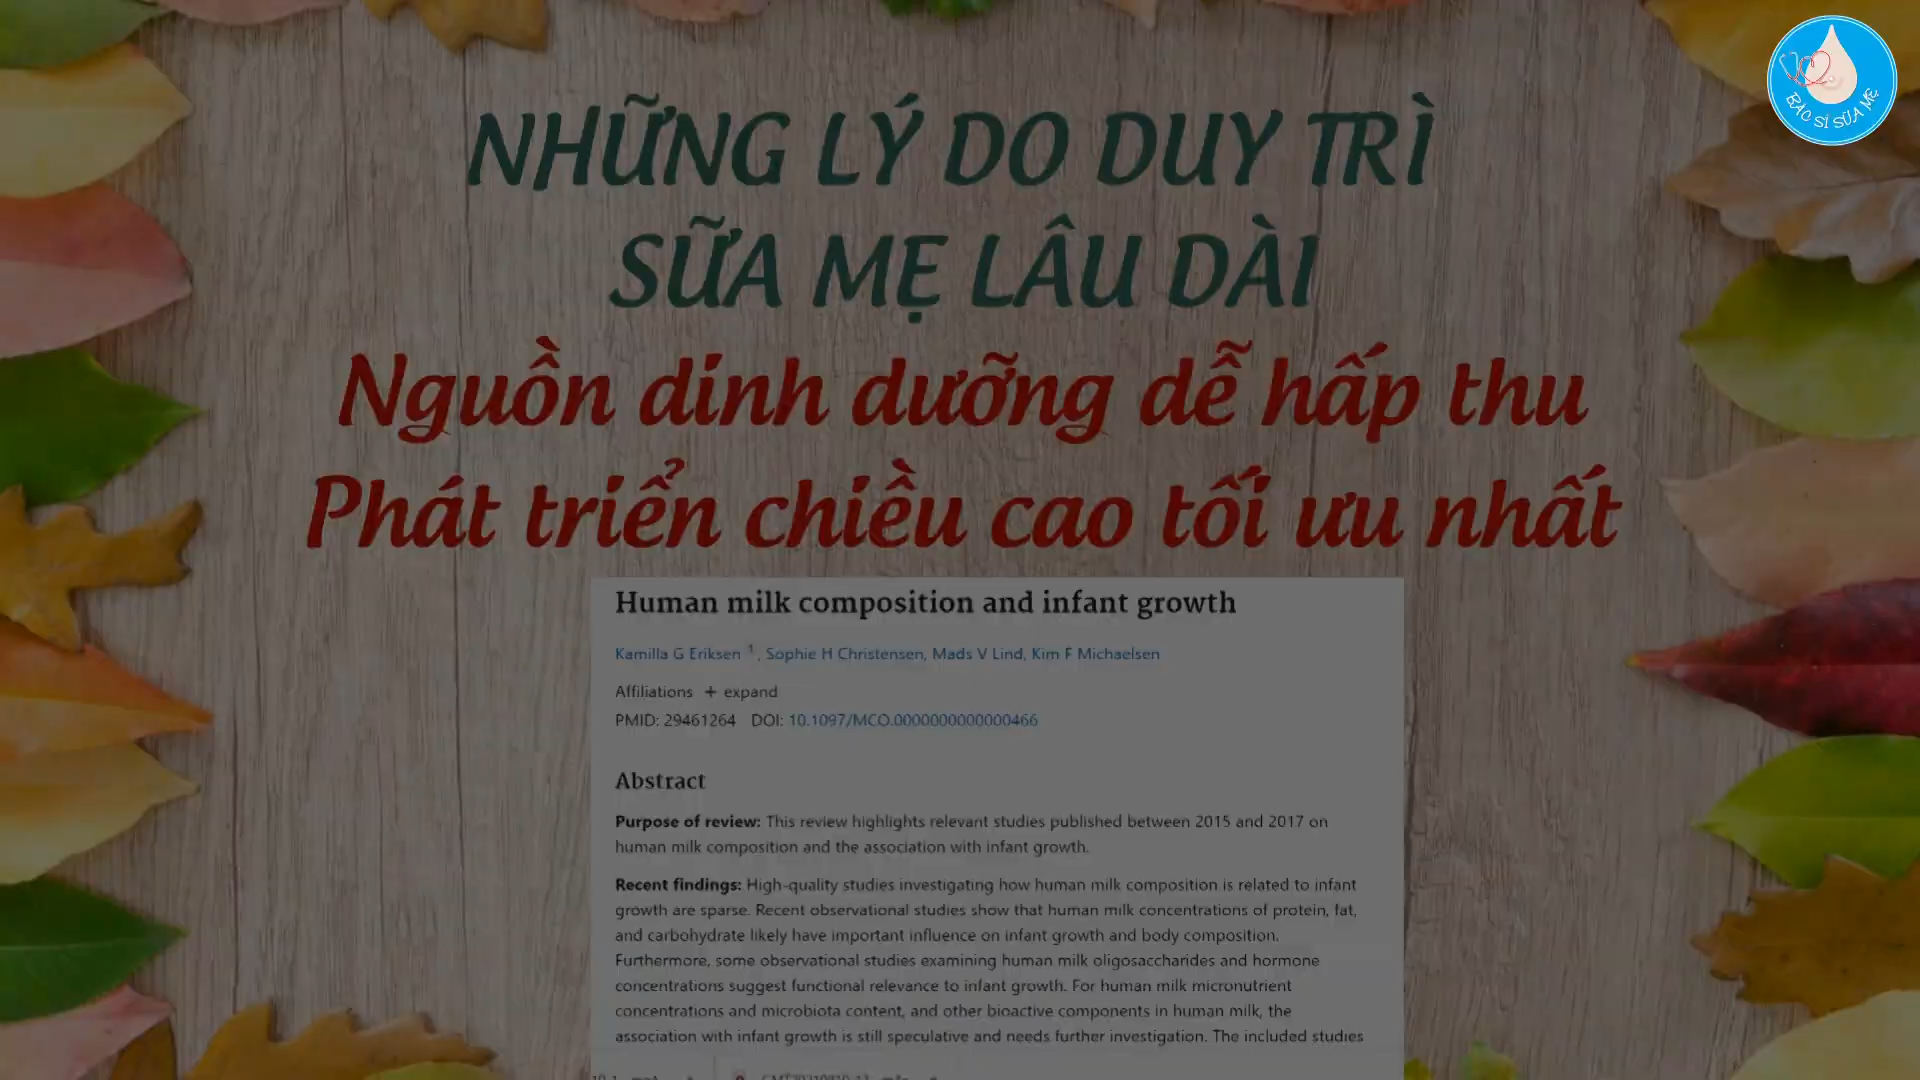 BÁC SĨ SỮA MẸ
NHỮNG LÝ DO DUY TRÌ
SỮA MẸ LÂU DÀI
Nguồn dinh dưỡng dễ hấp thu
Phát triển chiều cao tối ưu nhất
Human milk composition and infant growth
Kamilla G Eriksen 1, Sophie H Christensen, Mads V Lind, Kim F Michaelsen
Affiliations + expand
PMID: 29461264 DOI: 10.1097/MCO.0000000000000466
Abstract
Purpose of review: This review highlights relevant studies published between 2015 and 2017 on
human milk composition and the association with infant growth.
Recent findings: High-quality studies investigating how human milk composition is related to infant
growth are sparse. Recent observational studies show that human milk concentrations of protein, fat,
and carbohydrate likely have important influence on infant growth and body composition.
Furthermore, some observational studies examining human milk oligosaccharides and hormone
concentrations suggest functional relevance to infant growth. For human milk micronutrient
concentrations and microbiota content, and other bioactive components in human milk, the
association with infant growth is still speculative and needs further investigation. The included studies